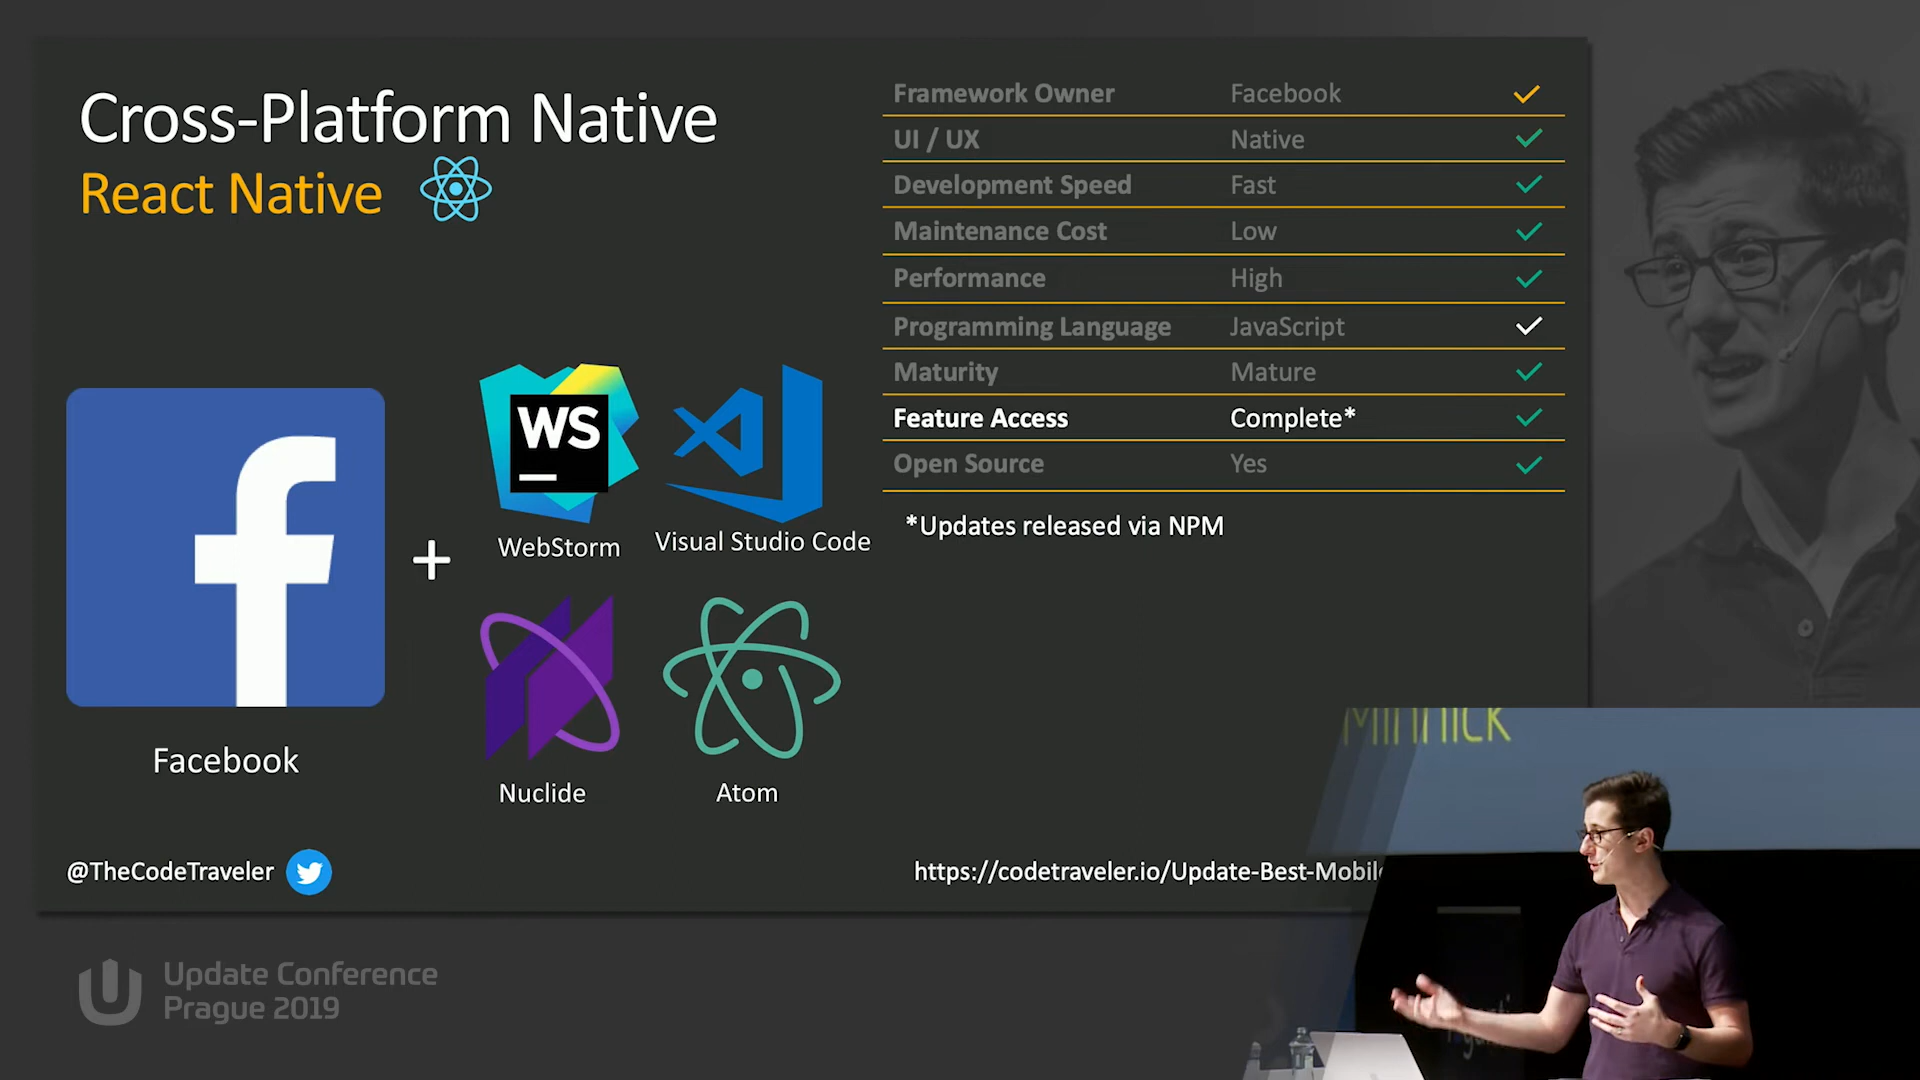 Cross-Platform Native
React Native
Framework Owner Facebook
UI / UX Native
Development Speed Fast
Maintenance Cost Low
Performance High
Programming Language JavaScript
Maturity Mature
Feature Access Complete*
Open Source Yes
*Updates released via NPM
WS
WebStorm
Visual Studio Code
f
+
Facebook
Nuclide
Atom
@TheCodeTraveler
https://codetraveler.io/Update-Best-Mobile
MINNICK
Update Conference
Prague 2019